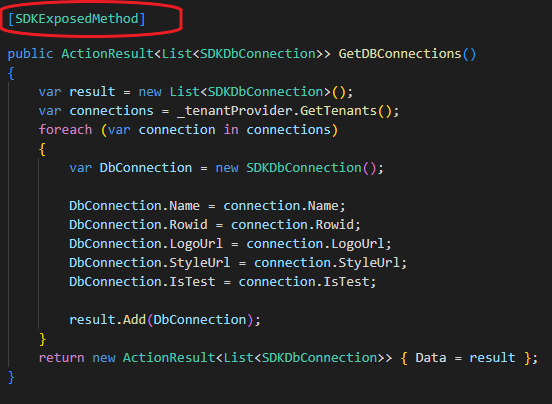 [SDKExposedMethod]
public ActionResult<List<SDKDbConnection>> GetDBConnections()
{
var result = new List<SDKDbConnection>();
var connections = _tenantProvider.GetTenants();
foreach (var connection in connections)
{
var DbConnection = new SDKDbConnection();
DbConnection.Name = connection.Name;
DbConnection.Rowid = connection.Rowid;
DbConnection.LogoUrl = connection.LogoUrl;
DbConnection.StyleUrl = connection.StyleUrl;
DbConnection.IsTest = connection.IsTest;
result.Add(DbConnection);
}
return new ActionResult<List<SDKDbConnection>> { Data = result };
}